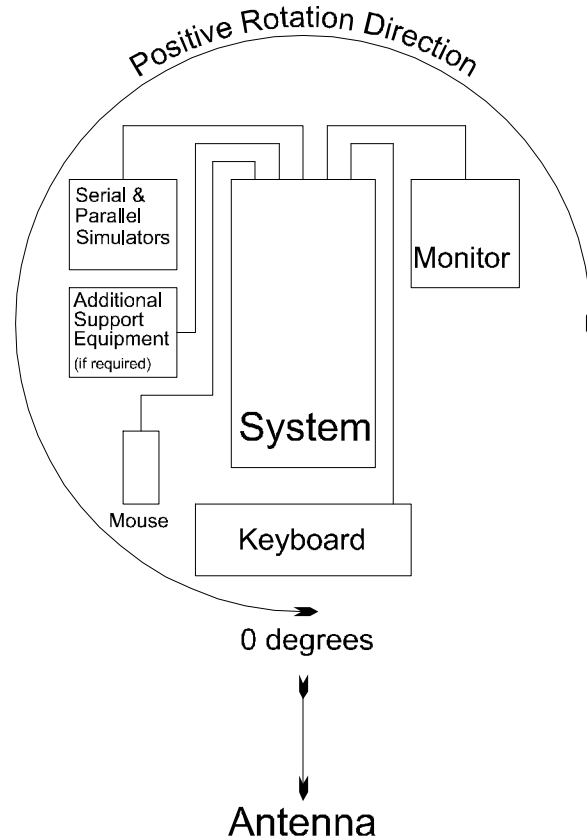 Positive Rotation Direction
Serial &
Parallel
Simulators
Monitor
Additional
Support
Equipment
(if required)
System
Mouse
Keyboard
0 degrees
Antenna